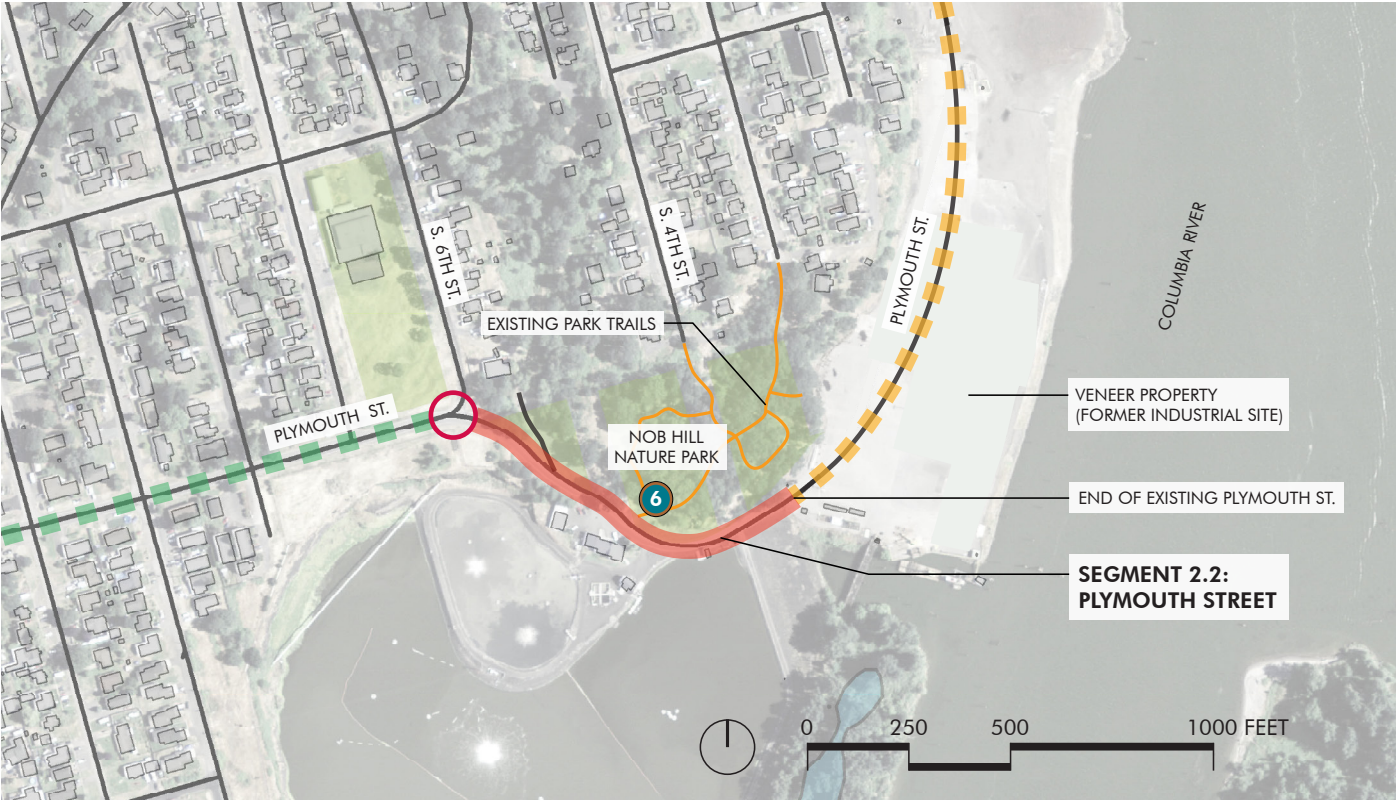 S. 6TH ST.
S. 4TH ST.
PLYMOUTH ST.
COLUMBIA RIVER
EXISTING PARK TRAILS
PLYMOUTH ST.
NOB HILL
NATURE PARK
6
VENEER PROPERTY
(FORMER INDUSTRIAL SITE)
END OF EXISTING PLYMOUTH ST.
SEGMENT 2.2:
PLYMOUTH STREET
0 250 500 1000 FEET